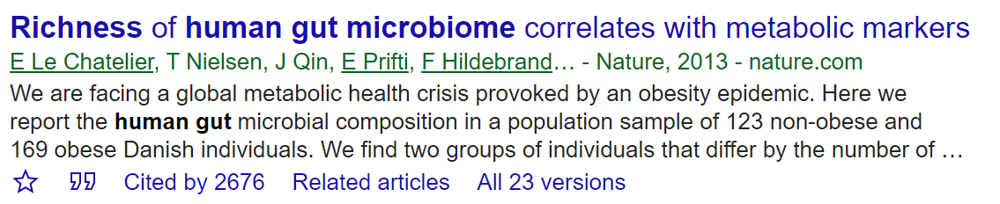 Richness of human gut microbiome correlates with metabolic markers
E Le Chatelier, T Nielsen, J Qin, E Prifti, F Hildebrand… - Nature, 2013 - nature.com
We are facing a global metabolic health crisis provoked by an obesity epidemic. Here we
report the human gut microbial composition in a population sample of 123 non-obese and
169 obese Danish individuals. We find two groups of individuals that differ by the number of …
Cited by 2676 Related articles All 23 versions